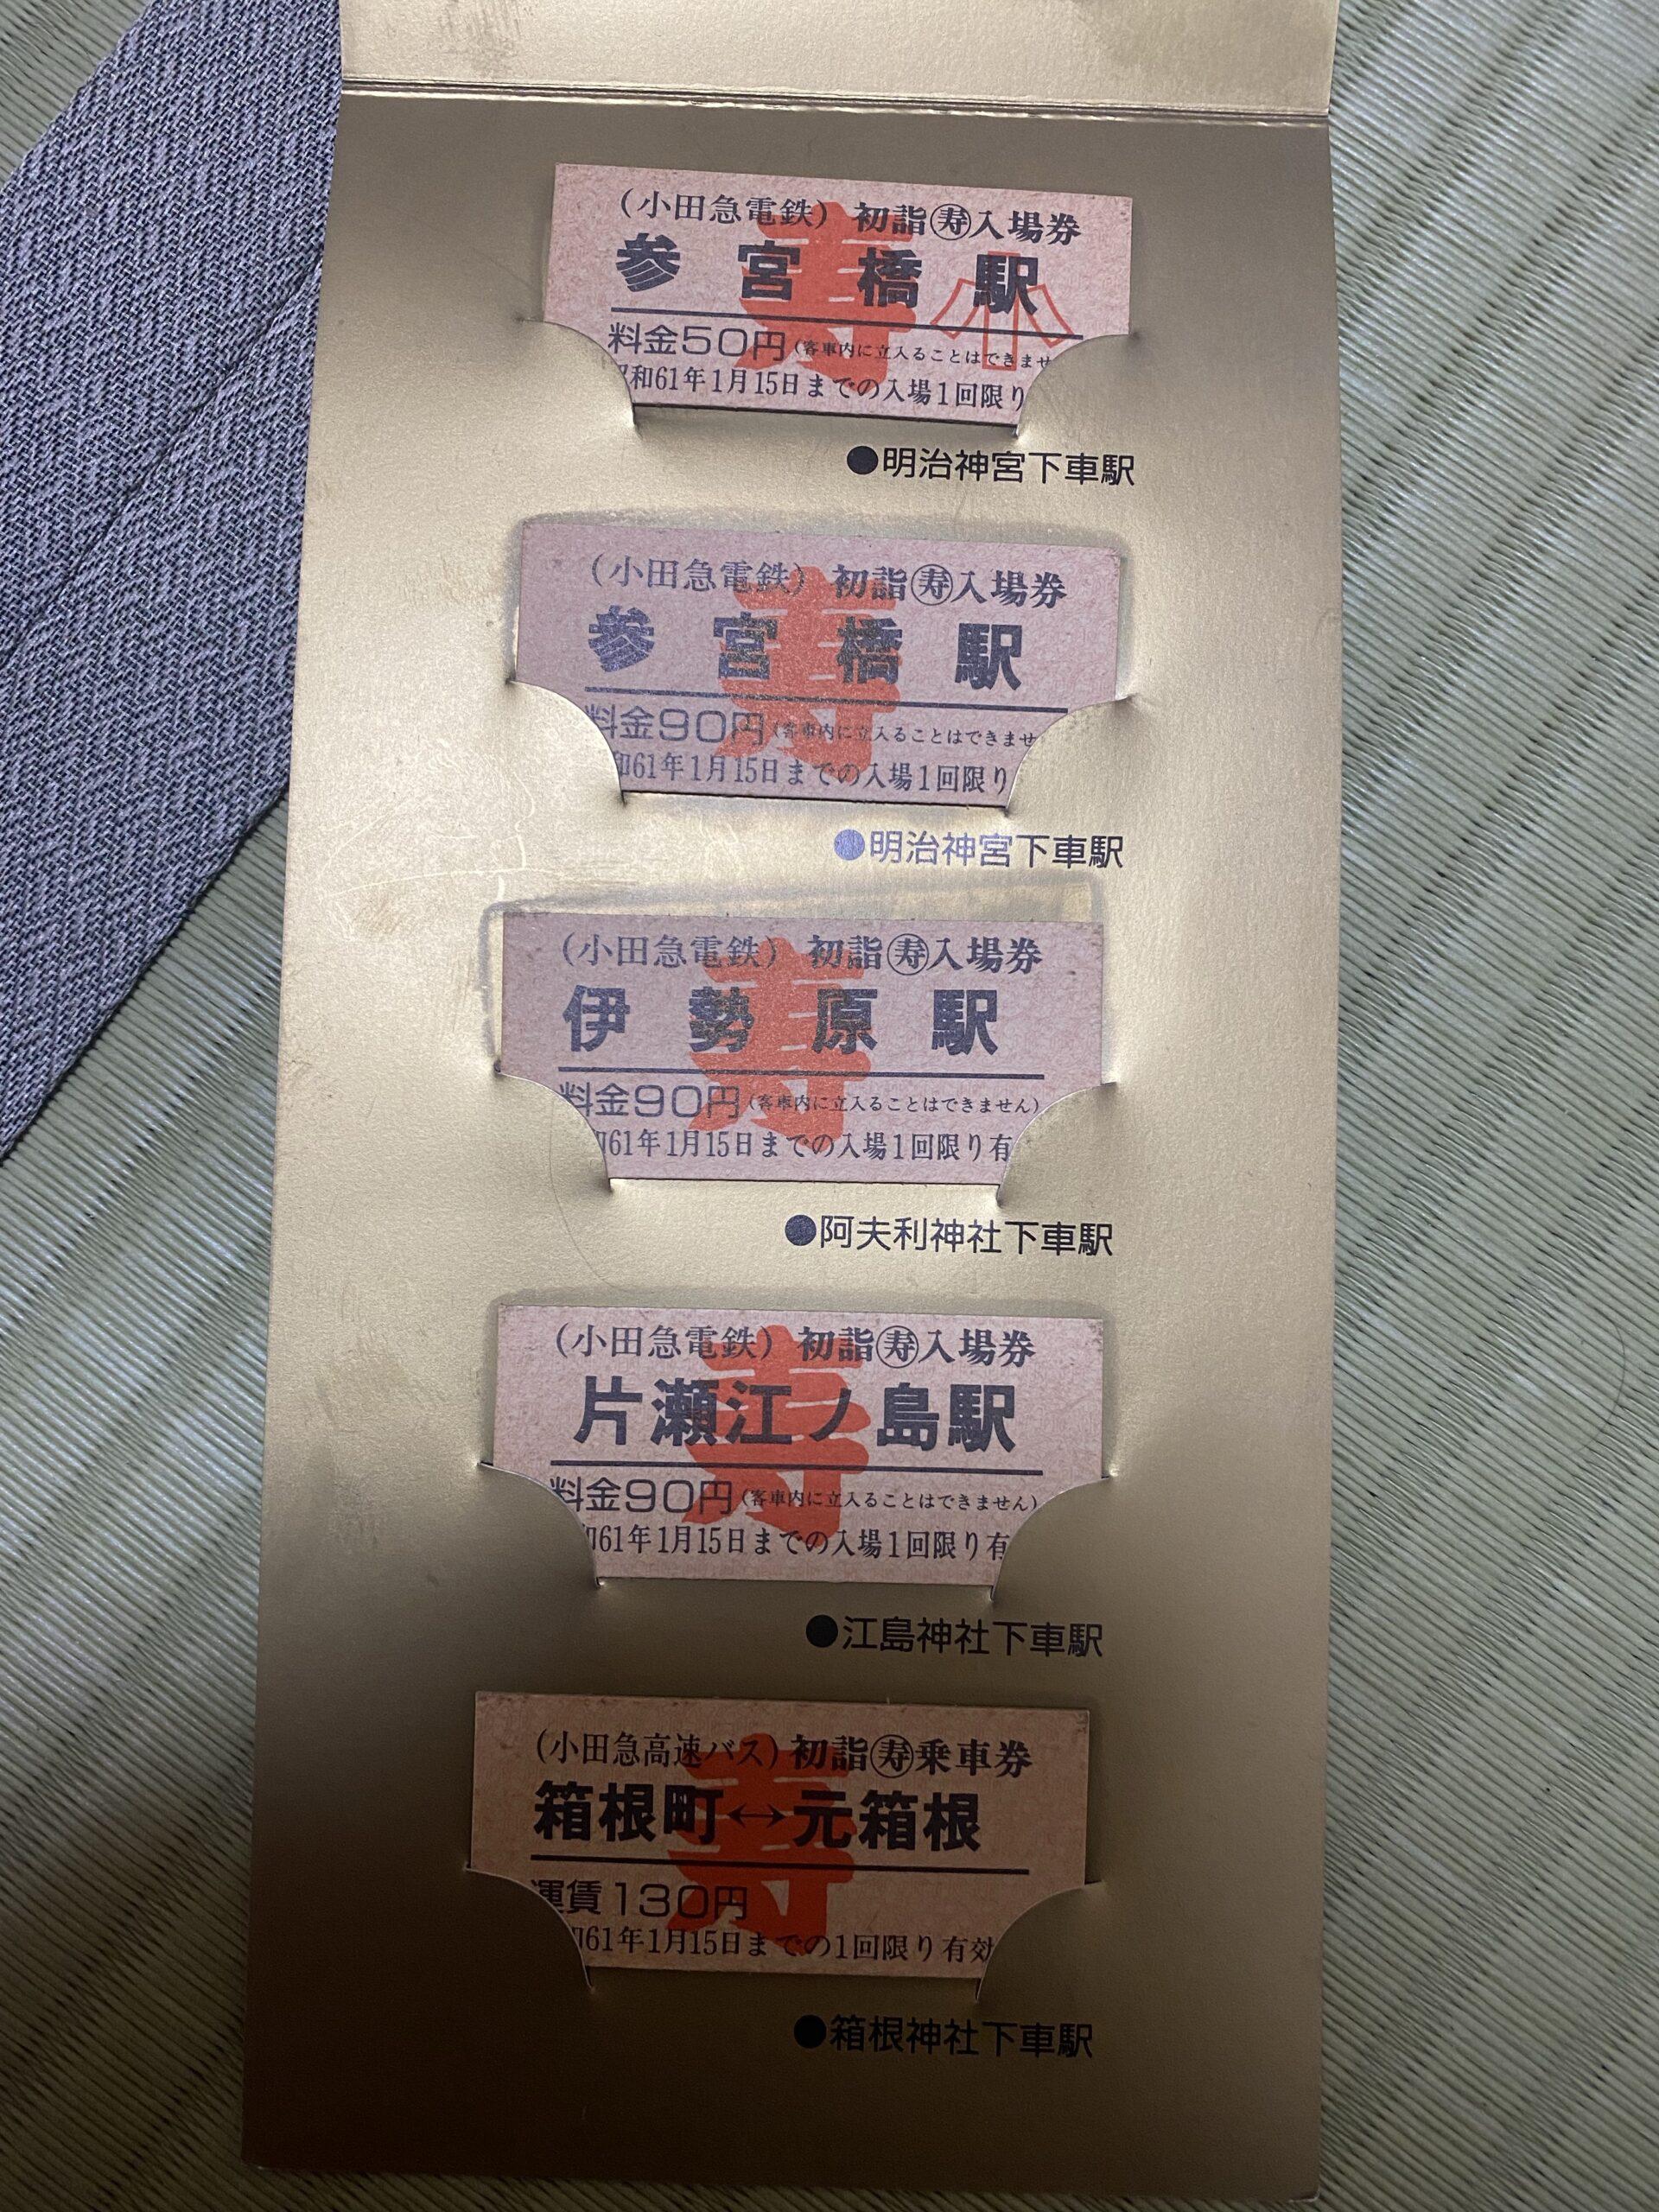 (小田急電鉄) 初詣㊗寿入場券
参宮橋駅
小
寿
料金50円(客車内に立入ることはできませ
和61年1月15日までの入場1回限り
●明治神宮下車駅
(小田急電鉄) 初詣寿入場券
参宮橋駅
寿
料金90円(客車内に立入ることはできませ
和61年1月15日までの入場1回限り
●明治神宮下車駅
(小田急電鉄) 初詣寿入場券
伊勢原駅
寿
料金90円(客車内に立入ることはできません)
61年1月15日までの入場1回限り有
●阿夫利神社下車駅
(小田急電鉄) 初詣寿入場券
片瀬江ノ島駅
寿
料金90円(客車内に立入ることはできません)
61年1月15日までの入場1回限り有
●江島神社下車駅
(小田急高速バス) 初詣寿乗車券
箱根町↔元箱根
寿
運賃130円
61年1月15日までの1回限り有効
●箱根神社下車駅